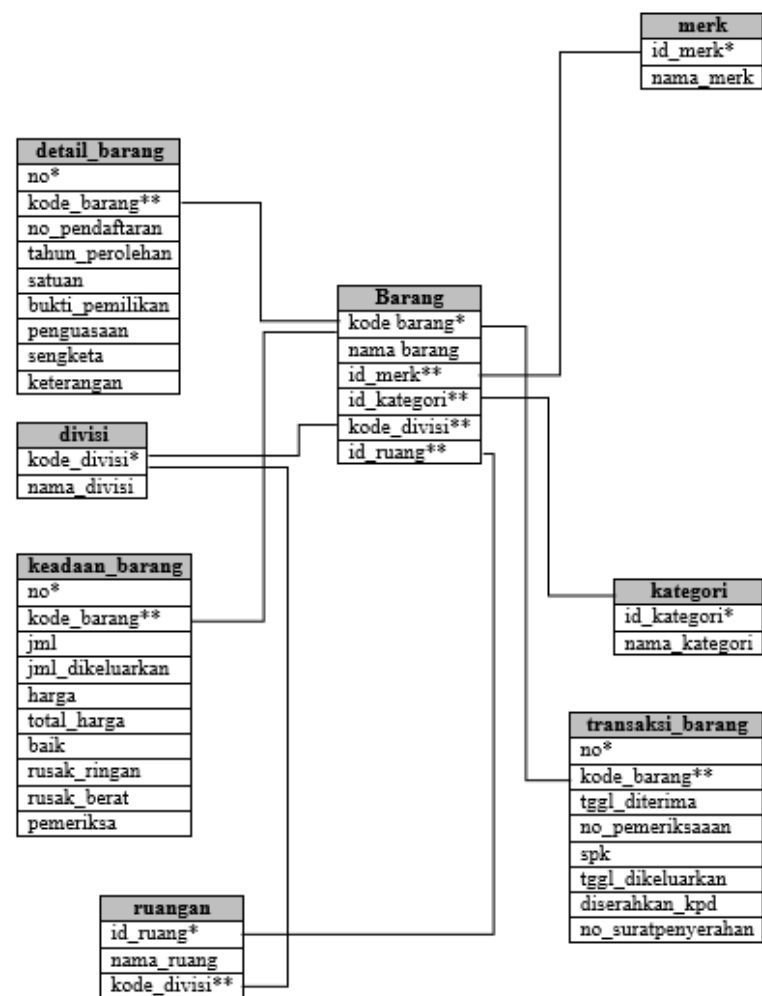 merk
id_merk*
nama_merk
detail_barang
no*
kode_barang**
no_pendaftaran
tahun_perolehan
satuan
bukti_pemilikan
penguasaan
sengketa
keterangan
Barang
kode barang*
nama barang
id_merk**
id_kategori**
kode_divisi**
id_ruang**
divisi
kode_divisi*
nama_divisi
keadaan_barang
no*
kode_barang**
jml
jml_dikeluarkan
harga
total_harga
baik
rusak_ringan
rusak_berat
pemeriksa
kategori
id_kategori*
nama_kategori
transaksi_barang
no*
kode_barang**
tggl_diterima
no_pemeriksaaan
spk
tggl_dikeluarkan
diserahkan_kpd
no_suratpenyerahan
ruangan
id_ruang*
nama_ruang
kode_divisi**